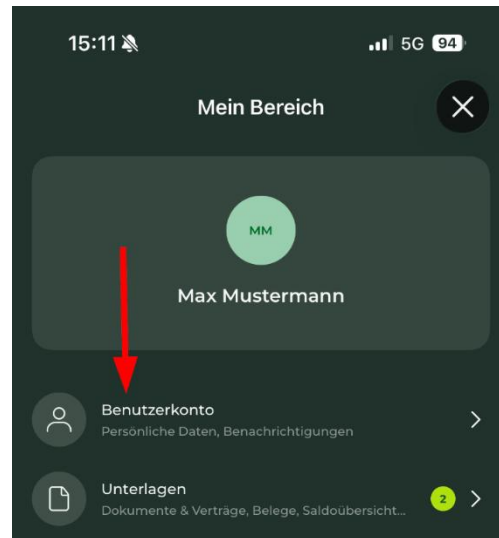 15:11
5G 94
Mein Bereich
MM
Max Mustermann
Benutzerkonto
Persönliche Daten, Benachrichtigungen
Unterlagen
Dokumente & Verträge, Belege, Saldoübersicht...
2